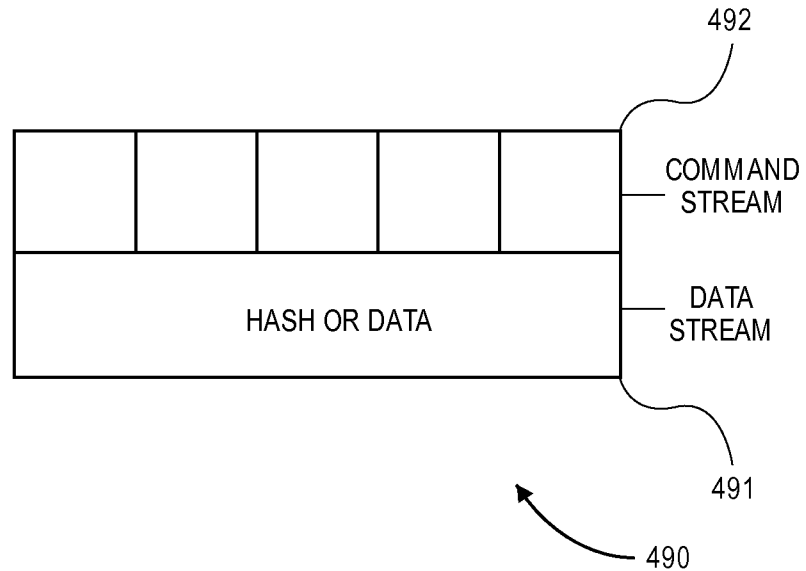 492
COMMAND
STREAM
HASH OR DATA
DATA
STREAM
491
490